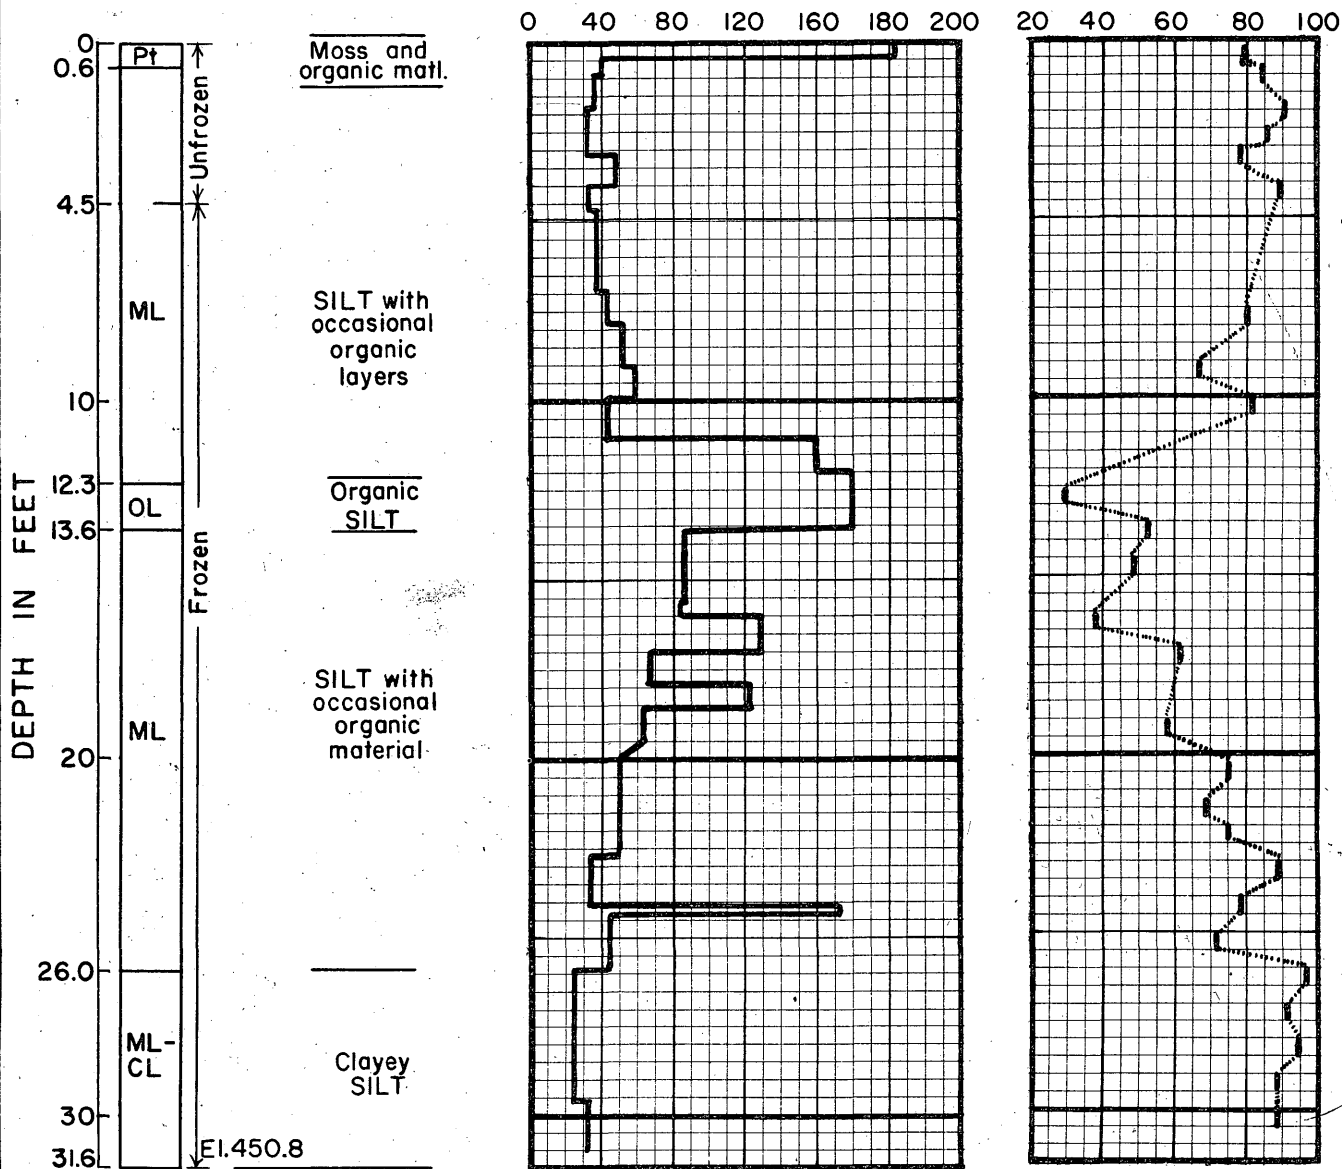 0 40 80 120 160 200
20 40 60 80 100
0
Pt
0.6
Unfrozen
Moss and
organic matl.
4.5
ML
SILT with
occasional
organic
layers
10
12.3
OL
Organic
SILT
13.6
Frozen
DEPTH IN FEET
ML
SILT with
occasional
organic
material
20
26.0
ML-
CL
Clayey
SILT
30
31.6
El.450.8